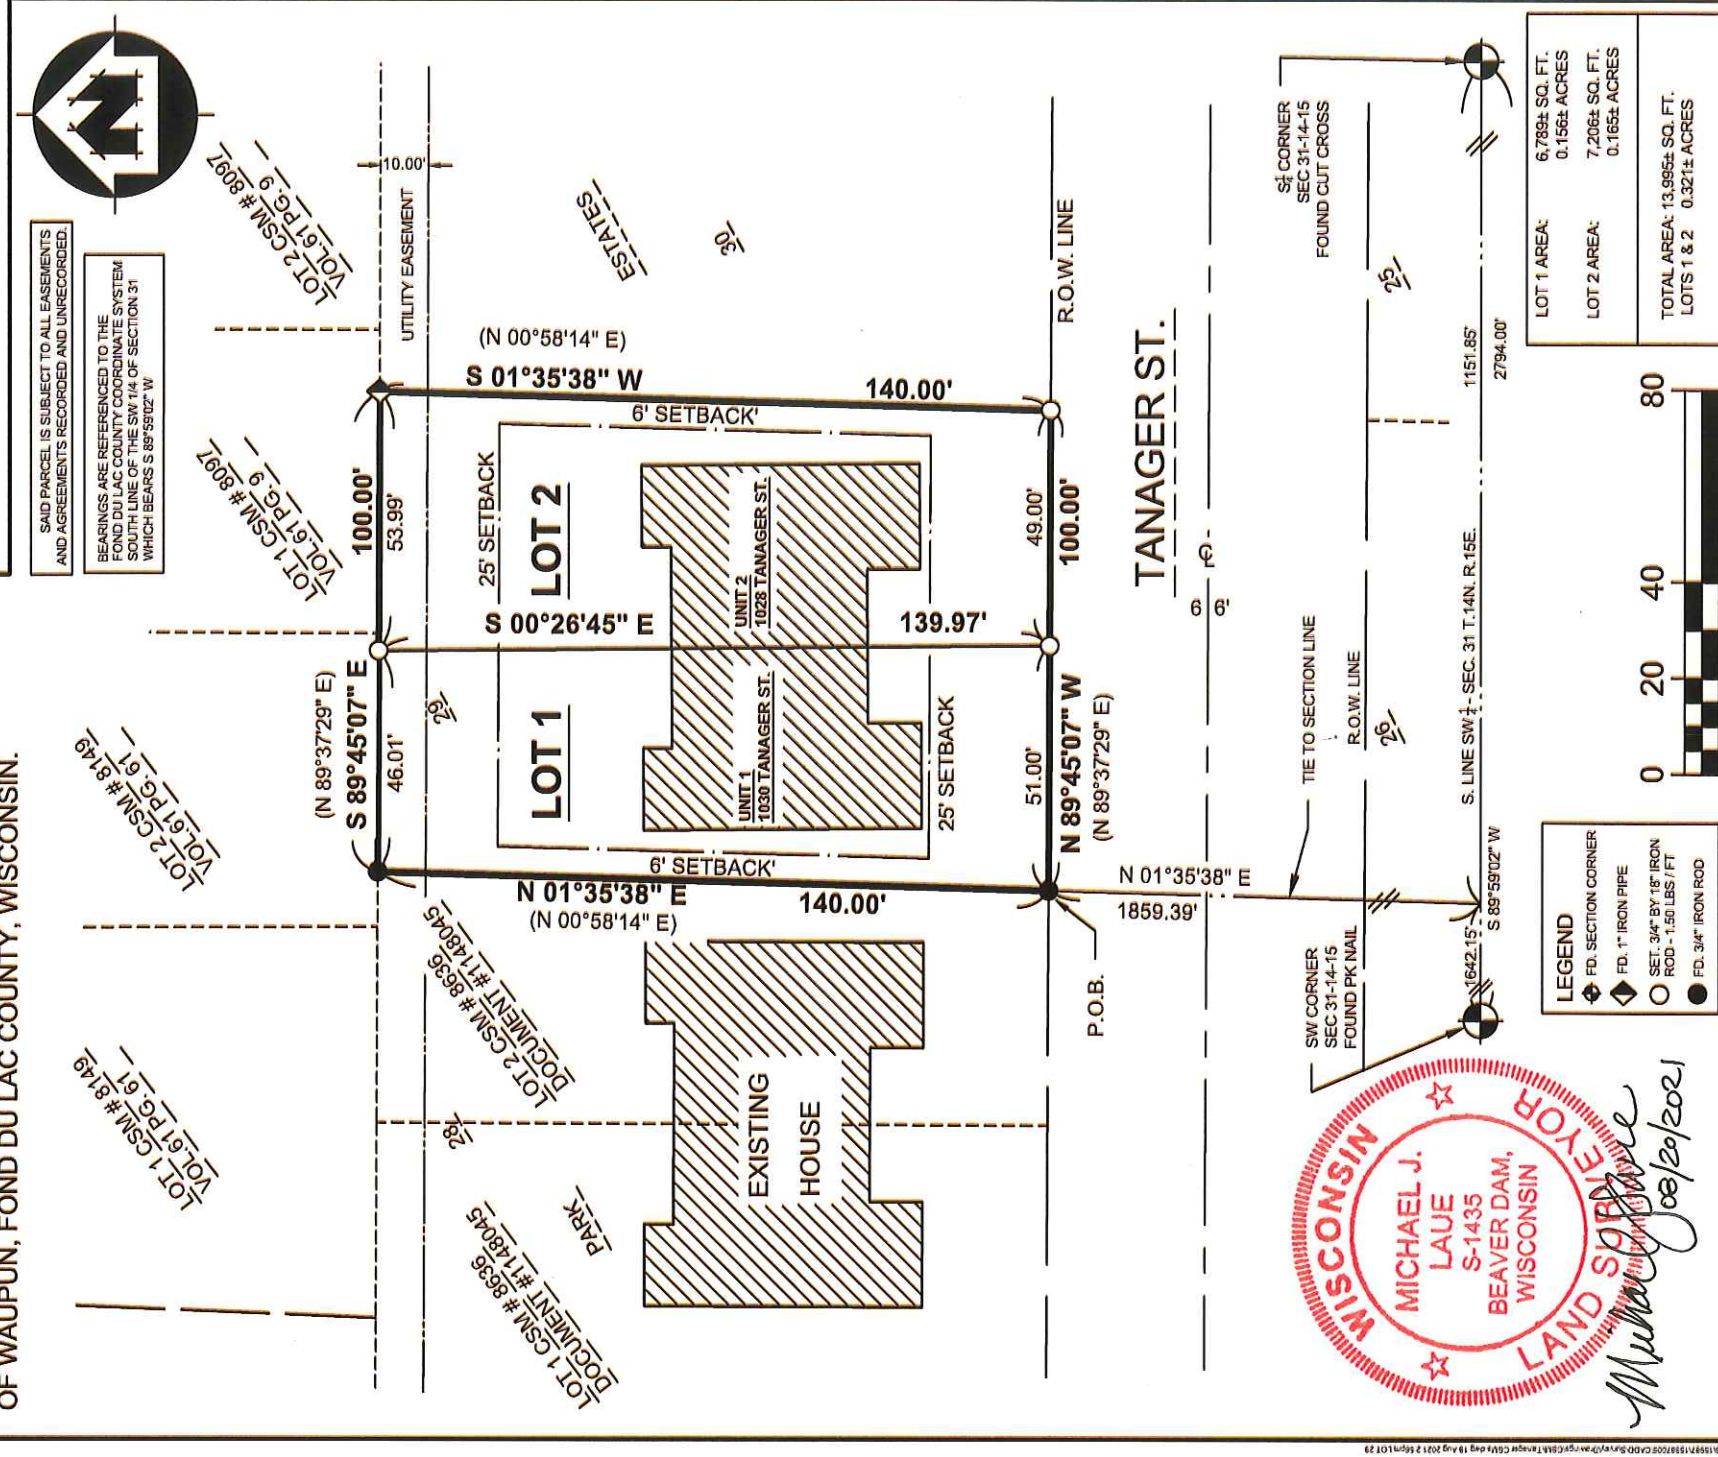 OF WAUPUN, FOND DU LAC COUNTY, WISCONSIN.
SAID PARCEL IS SUBJECT TO ALL EASEMENTS
AND AGREEMENTS RECORDED AND UNRECORDED.
BEARINGS ARE REFERENCED TO THE
FOND DU LAC COUNTY COORDINATE SYSTEM
SOUTH LINE OF THE SW 1/4 OF SECTION 31
WHICH BEARS S 89°59'02" W
N
LOT 1 CSM # 8149
VOL.61 PG. 61
LOT 2 CSM # 8149
VOL.61 PG. 61
LOT 1 CSM # 8097
VOL.61 PG.9
LOT 2 CSM # 8097
VOL.61 PG.9
10.00'
UTILITY EASEMENT
(N 89°37'29" E)
S 89°45'07" E
100.00'
46.01'
53.99'
29
28
LOT 1 CSM # 8636
DOCUMENT #1148045
LOT 2 CSM # 8636
DOCUMENT #1148045
PARK
ESTATES
30
N 01°35'38" E
140.00'
(N 00°58'14" E)
(N 00°58'14" E)
S 01°35'38" W
140.00'
6' SETBACK'
6' SETBACK'
25' SETBACK
25' SETBACK
LOT 1
LOT 2
S 00°26'45" E
139.97'
UNIT 1
1030 TANAGER ST.
UNIT 2
1028 TANAGER ST.
EXISTING
HOUSE
51.00'
49.00'
N 89°45'07" W
100.00'
(N 89°37'29" E)
P.O.B.
R.O.W. LINE
TANAGER ST.
66'
N 01°35'38" E
1859.39'
TIE TO SECTION LINE
R.O.W. LINE
26
25
SW CORNER
SEC 31-14-15
FOUND PK NAIL
S¼ CORNER
SEC 31-14-15
FOUND CUT CROSS
1642.15'
S. LINE SW ¼ - SEC. 31 T.14N. R.15E.
1151.85'
S 89°59'02" W
2794.00'
WISCONSIN
LAND SURVEYOR
MICHAEL J.
LAUE
S-1435
BEAVER DAM,
WISCONSIN
08/20/2021
LEGEND
FD. SECTION CORNER
FD. 1" IRON PIPE
SET. 3/4" BY 18" IRON
ROD - 1.50 LBS / FT
FD. 3/4" IRON ROD
0 20 40 80
LOT 1 AREA: 6,789± SQ. FT.
0.156± ACRES
LOT 2 AREA: 7,206± SQ. FT.
0.165± ACRES
TOTAL AREA: 13,995± SQ. FT.
LOTS 1 & 2 0.321± ACRES